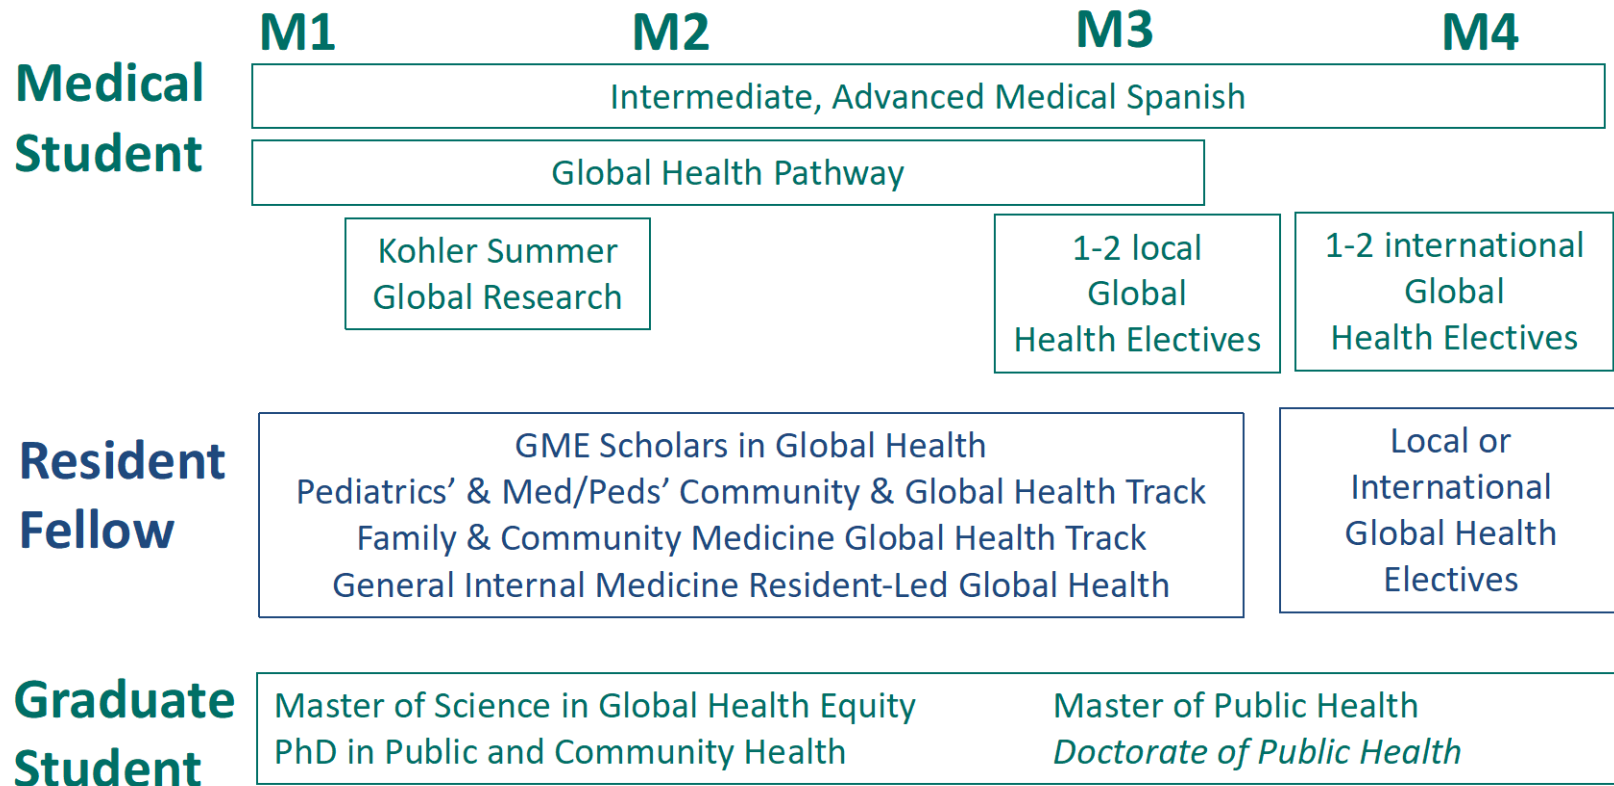 M1 M2 M3 M4
Medical
Student
Intermediate, Advanced Medical Spanish
Global Health Pathway
Kohler Summer
Global Research
1-2 local
Global
Health Electives
1-2 international
Global
Health Electives
Resident
Fellow
GME Scholars in Global Health
Pediatrics’ & Med/Peds’ Community & Global Health Track
Family & Community Medicine Global Health Track
General Internal Medicine Resident-Led Global Health
Local or
International
Global Health
Electives
Graduate
Student
Master of Science in Global Health Equity
PhD in Public and Community Health
Master of Public Health
Doctorate of Public Health